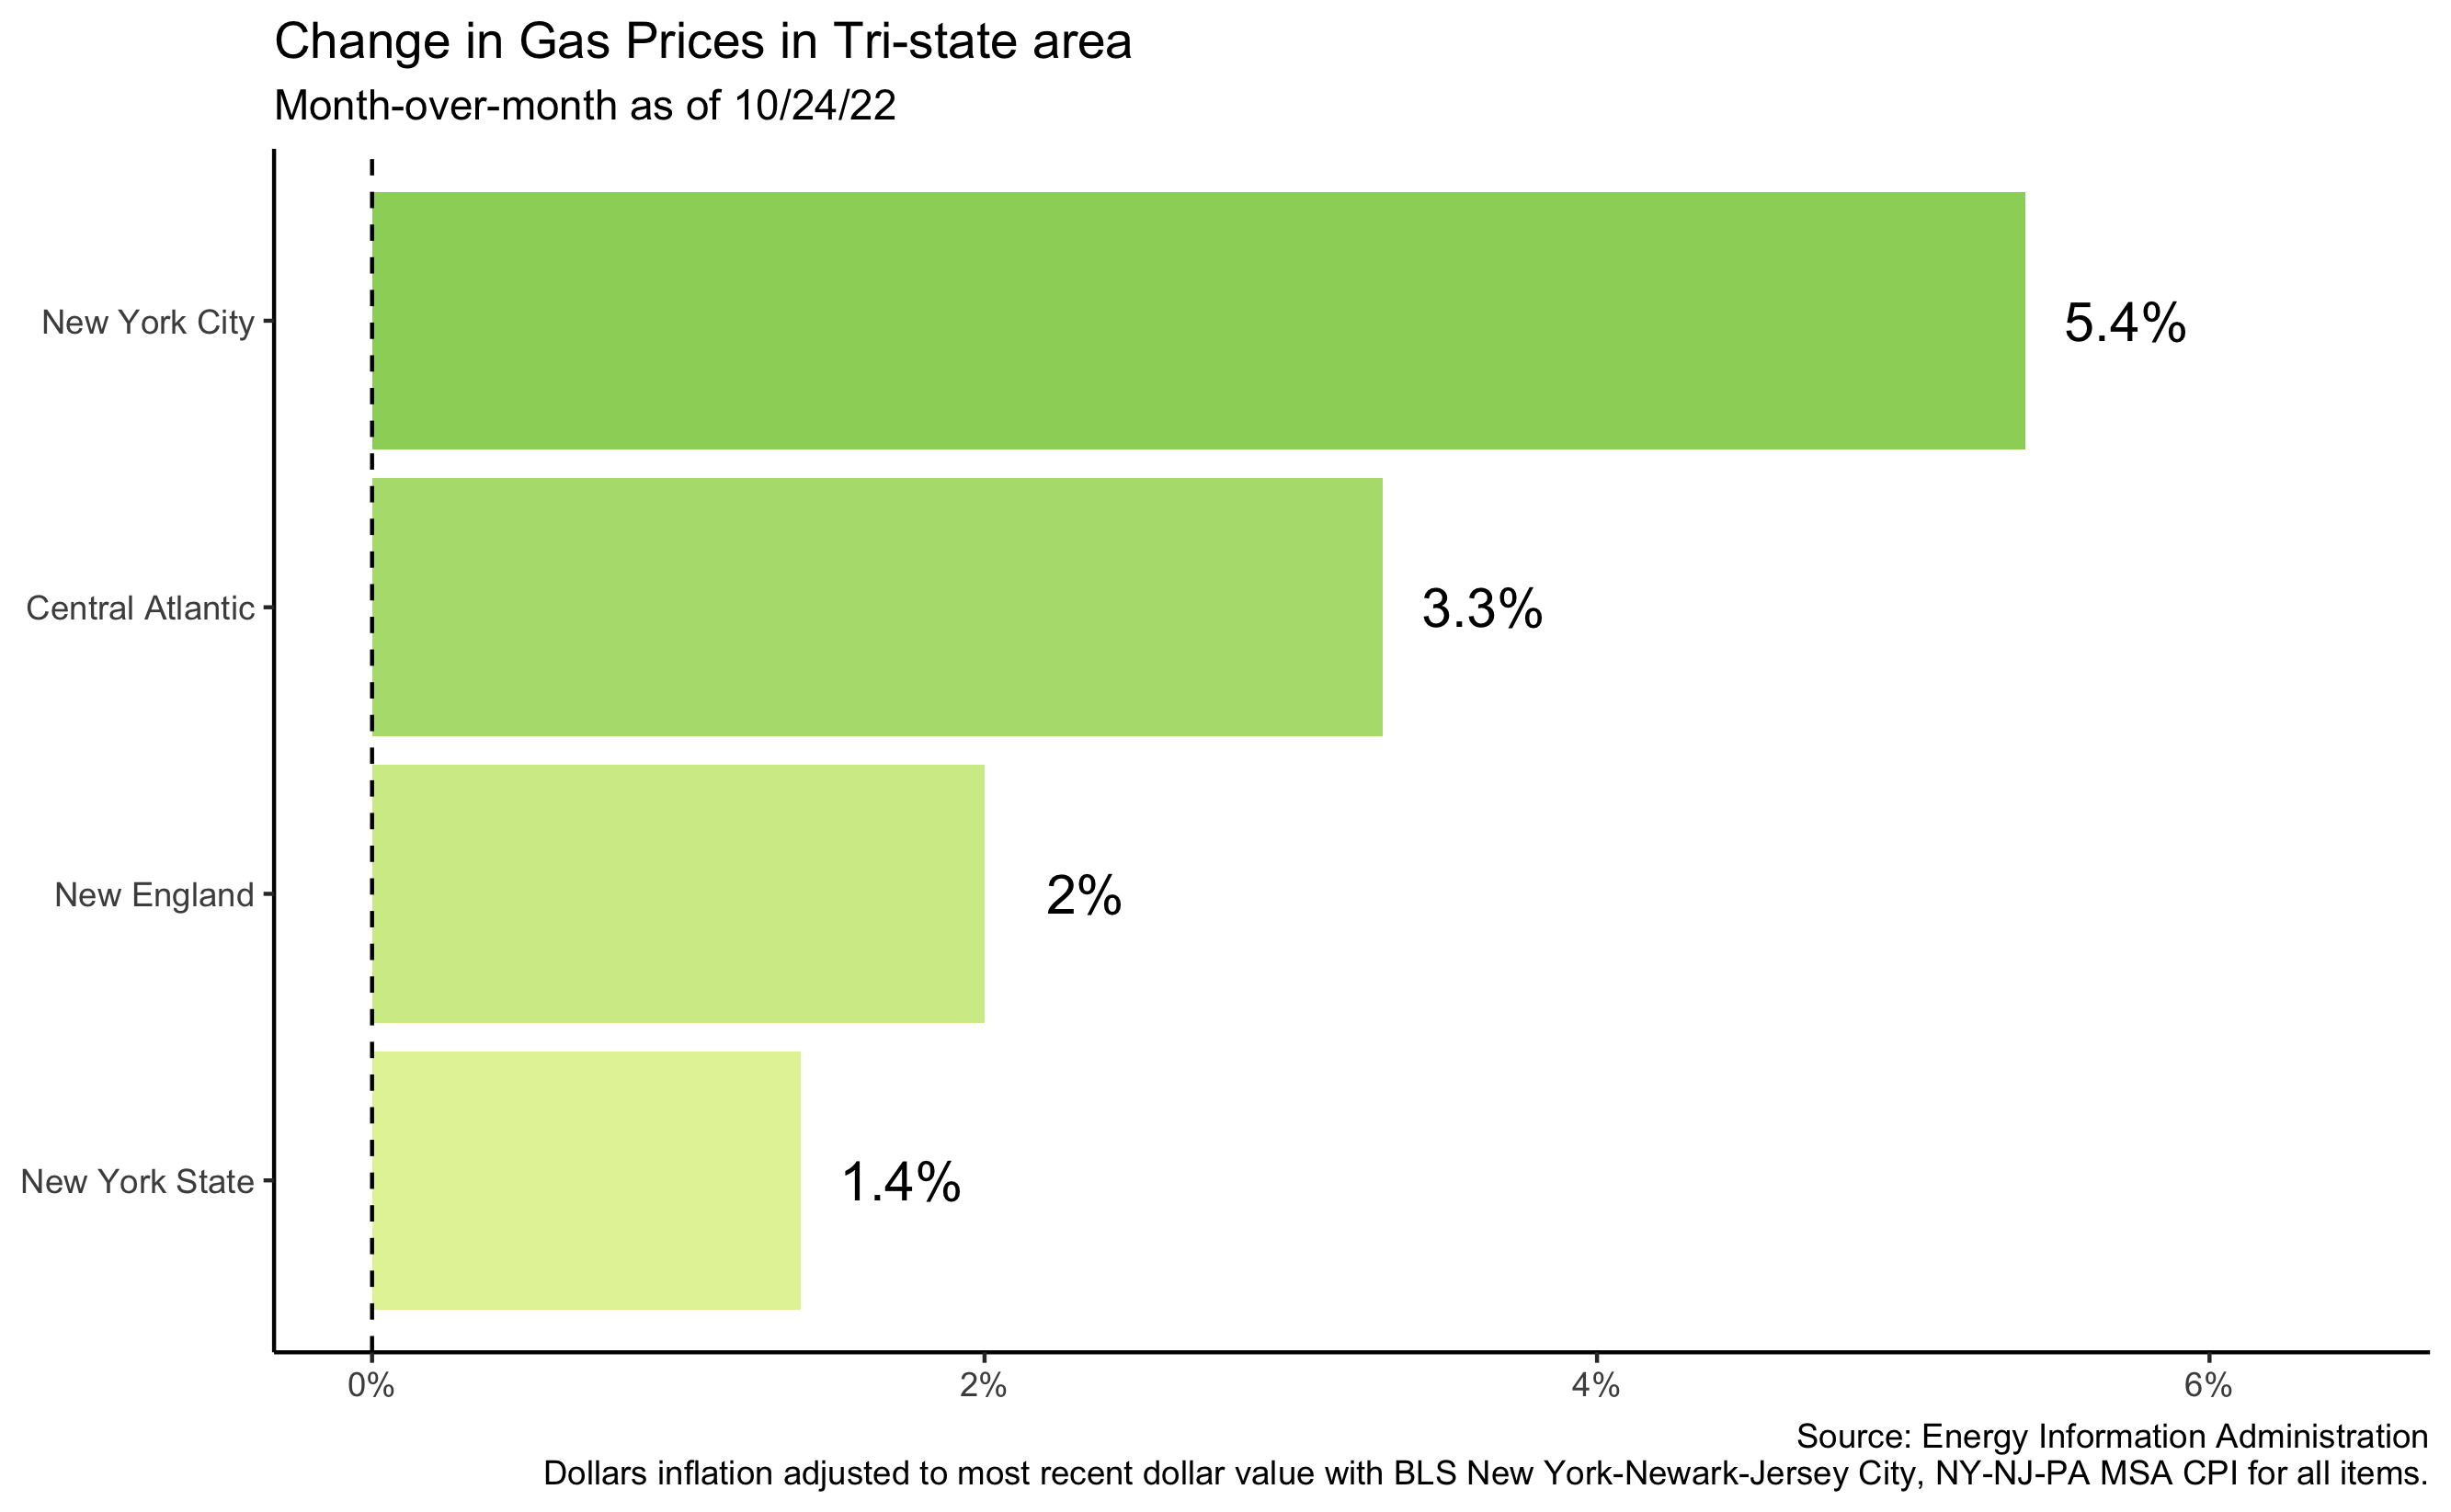 Change in Gas Prices in Tri-state area
Month-over-month as of 10/24/22
New York City
5.4%
Central Atlantic
3.3%
New England
2%
New York State
1.4%
0%
2%
4%
6%
Source: Energy Information Administration
Dollars inflation adjusted to most recent dollar value with BLS New York-Newark-Jersey City, NY-NJ-PA MSA CPI for all items.